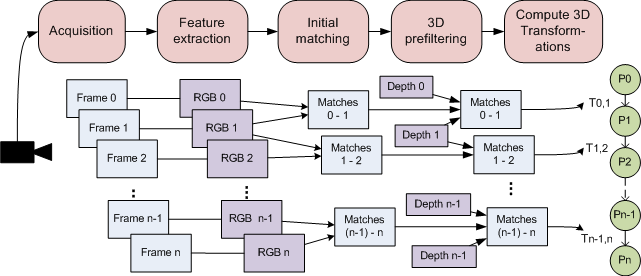 Acquisition
Feature
extraction
Initial
matching
3D
prefiltering
Compute 3D
Transform-
ations
Frame 0
RGB 0
Matches
0 - 1
Depth 0
Matches
0 - 1
T0,1
P0
Frame 1
RGB 1
Depth 1
P1
Frame 2
RGB 2
Matches
1 - 2
Matches
1 - 2
T1,2
P2
Frame n-1
RGB n-1
Matches
(n-1) - n
Depth n-1
Matches
(n-1) - n
Pn-1
Frame n
RGB n
Depth n-1
Tn-1,n
Pn